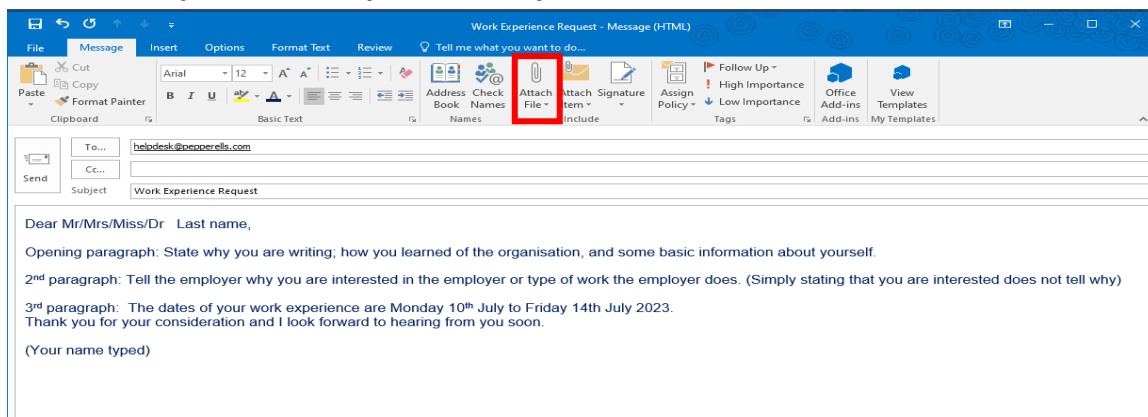 Work Experience Request - Message (HTML)
File Message Insert Options Format Text Review Tell me what you want to do...
Paste
Cut
Copy
Format Painter
Clipboard
Arial 12
B I U
Basic Text
Address Book
Check Names
Names
Attach File
Attach Item
Signature
Include
Assign Policy
Follow Up
High Importance
Low Importance
Tags
Office Add-ins
Add-ins
View Templates
My Templates
Send
To... helpdesk@pepperells.com
Cc...
Subject Work Experience Request
Dear Mr/Mrs/Miss/Dr Last name,
Opening paragraph: State why you are writing; how you learned of the organisation, and some basic information about yourself.
2nd paragraph: Tell the employer why you are interested in the employer or type of work the employer does. (Simply stating that you are interested does not tell why)
3rd paragraph: The dates of your work experience are Monday 10th July to Friday 14th July 2023.
Thank you for your consideration and I look forward to hearing from you soon.
(Your name typed)